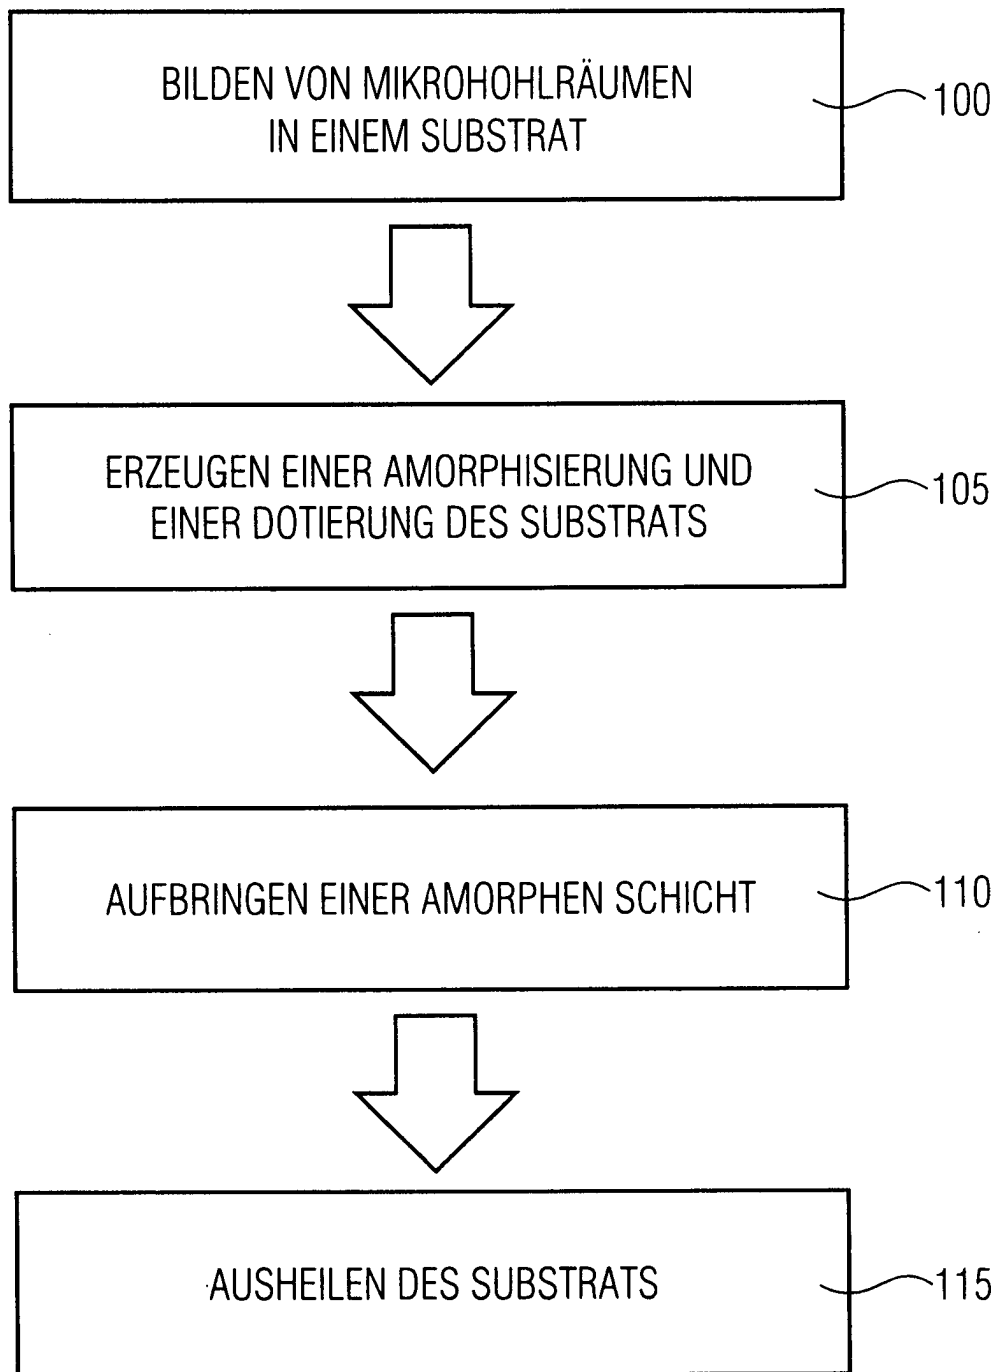 BILDEN VON MIKROHOHLRÄUMEN
IN EINEM SUBSTRAT
100
ERZEUGEN EINER AMORPHISIERUNG UND
EINER DOTIERUNG DES SUBSTRATS
105
AUFBRINGEN EINER AMORPHEN SCHICHT
110
AUSHEILEN DES SUBSTRATS
115